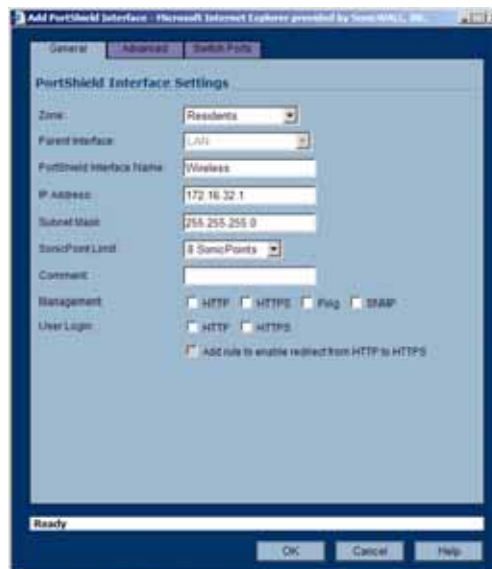 Add PortShield Interface - Microsoft Internet Explorer provided by SonicWALL, INC.
General Advanced Switch Ports
PortShield Interface Settings
Zone: Residents
Parent Interface: LAN
PortShield Interface Name: Wireless
IP Address: 172.16.32.1
Subnet Mask: 255.255.255.0
SonicPoint Limit: 8 SonicPoints
Comment:
Management: HTTP HTTPS Ping SNMP
User Login: HTTP HTTPS
Add rule to enable redirect from HTTP to HTTPS
Ready
OK Cancel Help